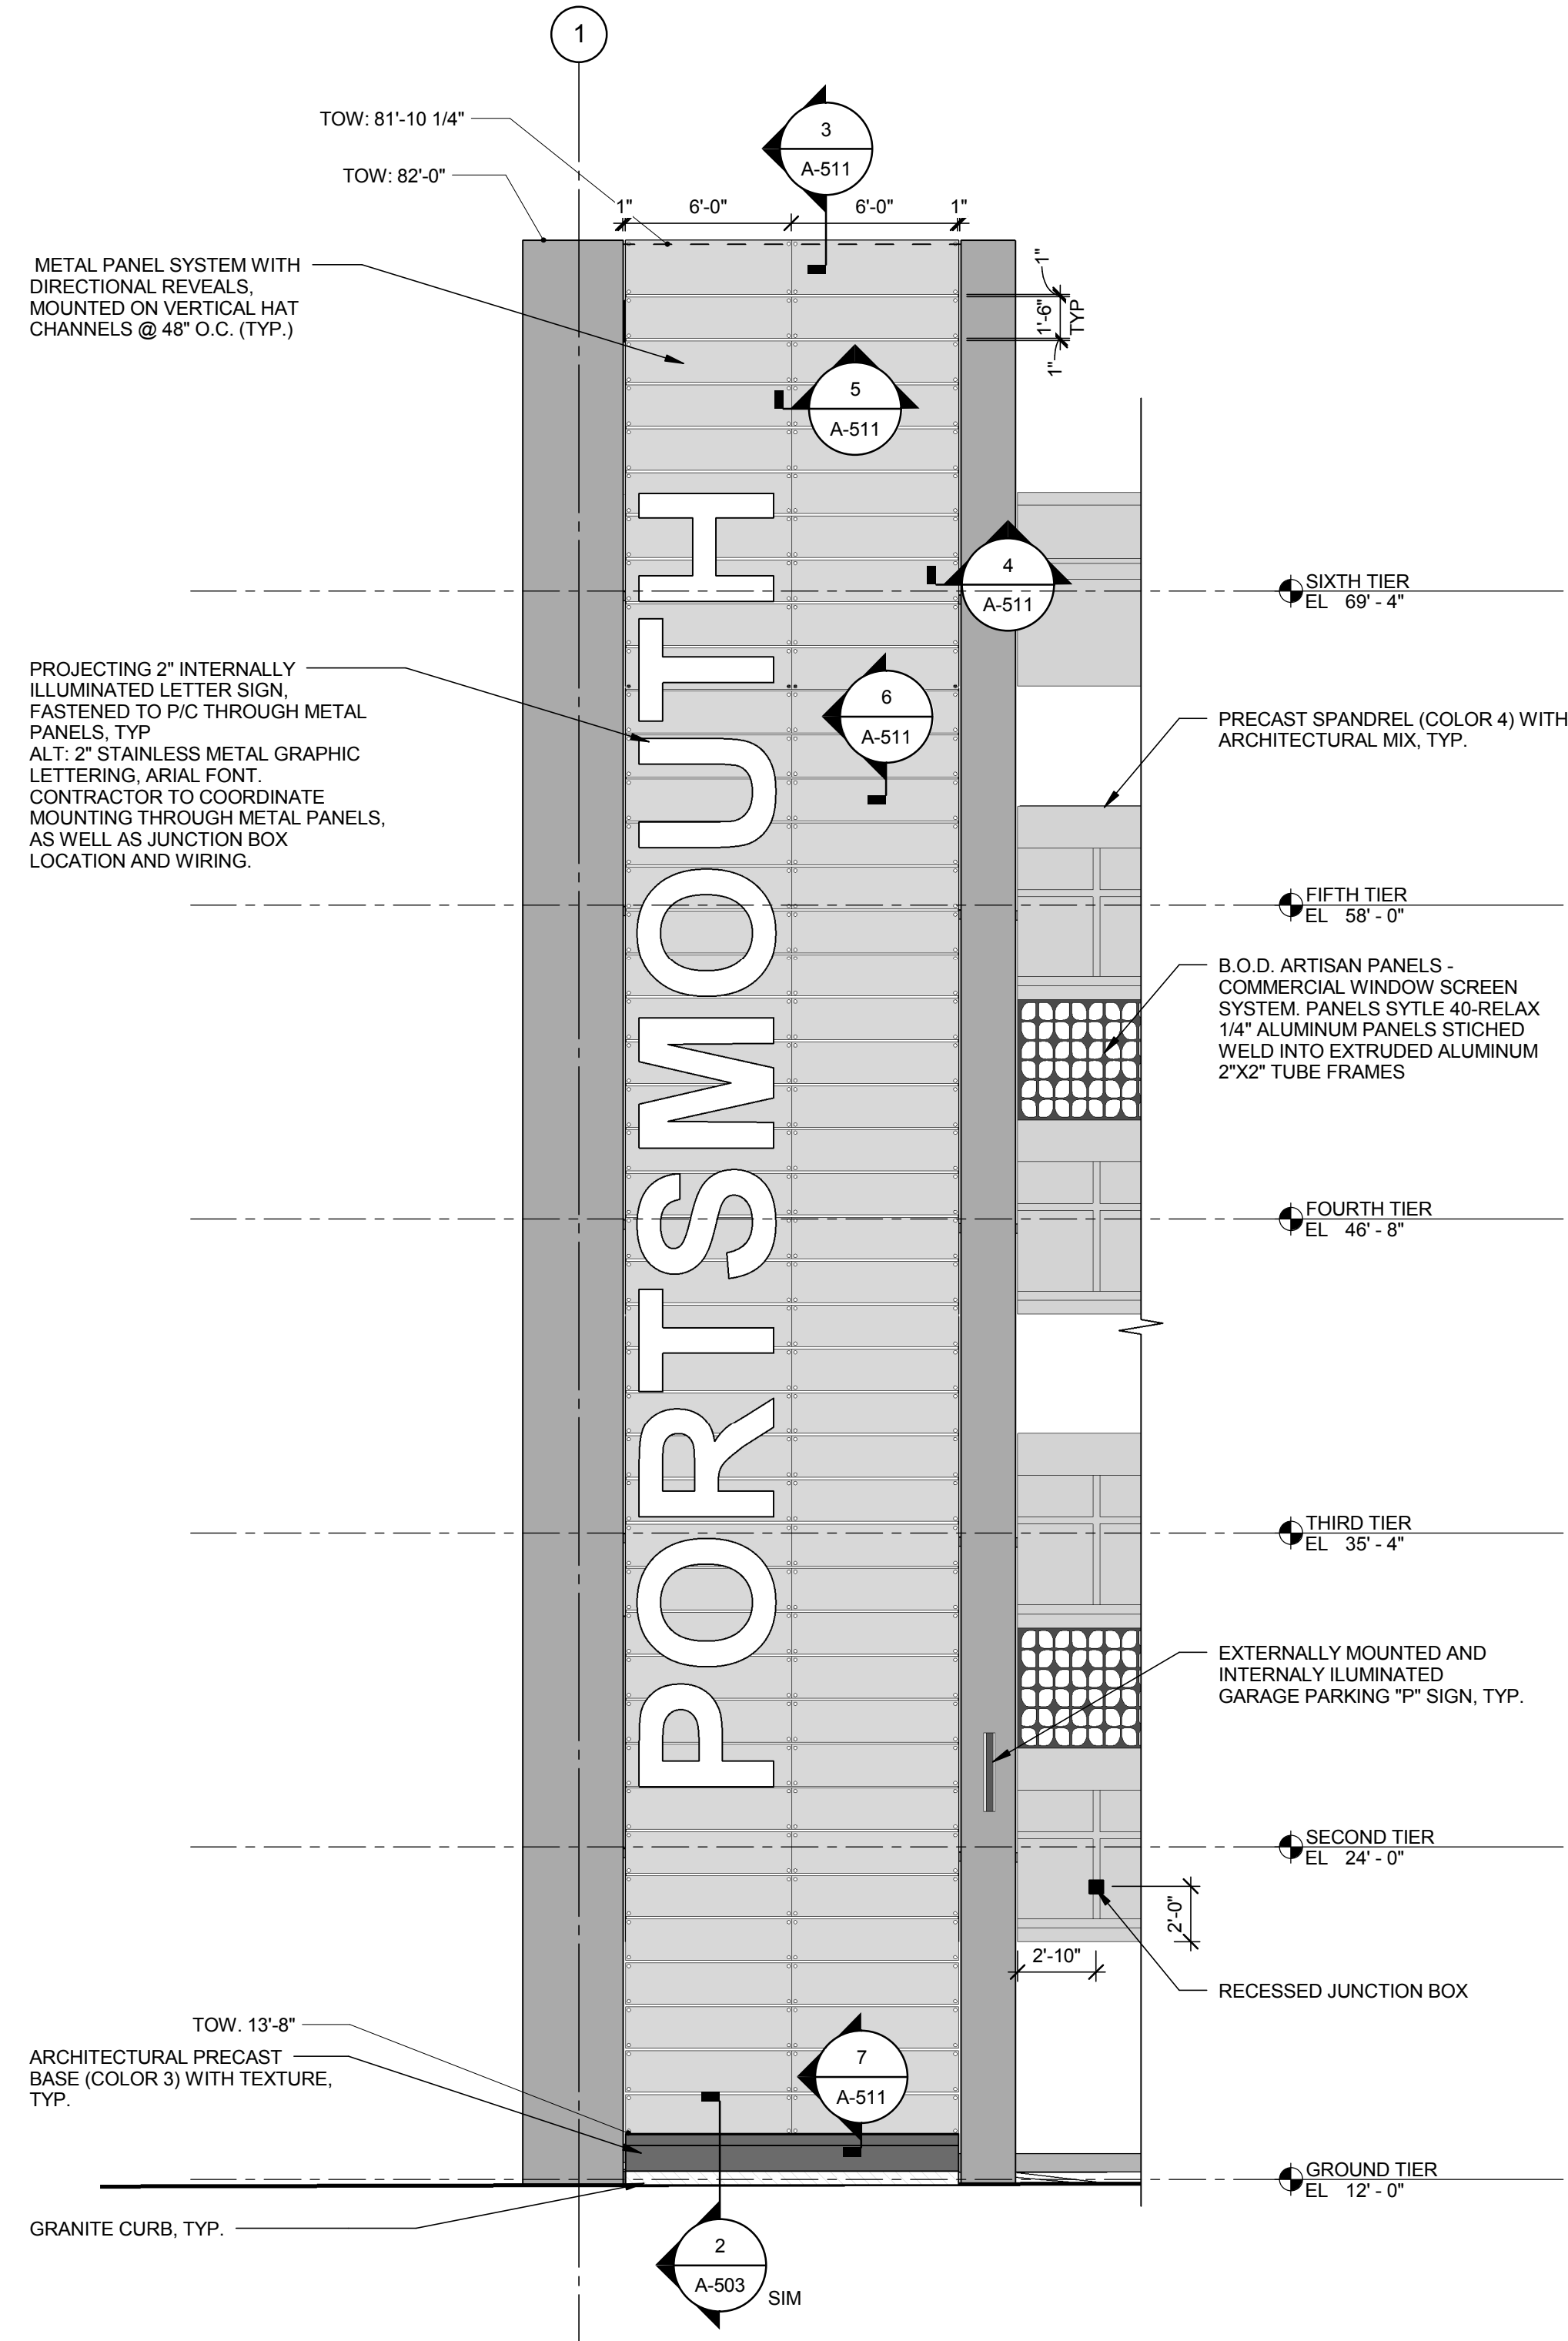 1
TOW: 81'-10 1/4"
TOW: 82'-0"
3
A-511
1"
6'-0"
6'-0"
1"
METAL PANEL SYSTEM WITH
DIRECTIONAL REVEALS,
MOUNTED ON VERTICAL HAT
CHANNELS @ 48" O.C. (TYP.)
1"
1'-6"
TYP
1"
5
A-511
4
A-511
SIXTH TIER
EL 69' - 4"
PORTSMOUTH
PROJECTING 2" INTERNALLY
ILLUMINATED LETTER SIGN,
FASTENED TO P/C THROUGH METAL
PANELS, TYP
ALT: 2" STAINLESS METAL GRAPHIC
LETTERING, ARIAL FONT.
CONTRACTOR TO COORDINATE
MOUNTING THROUGH METAL PANELS,
AS WELL AS JUNCTION BOX
LOCATION AND WIRING.
6
A-511
PRECAST SPANDREL (COLOR 4) WITH
ARCHITECTURAL MIX, TYP.
FIFTH TIER
EL 58' - 0"
B.O.D. ARTISAN PANELS -
COMMERCIAL WINDOW SCREEN
SYSTEM. PANELS SYTLE 40-RELAX
1/4" ALUMINUM PANELS STICHED
WELD INTO EXTRUDED ALUMINUM
2"X2" TUBE FRAMES
FOURTH TIER
EL 46' - 8"
THIRD TIER
EL 35' - 4"
EXTERNALLY MOUNTED AND
INTERNALY ILUMINATED
GARAGE PARKING "P" SIGN, TYP.
SECOND TIER
EL 24' - 0"
2'-0"
2'-10"
RECESSED JUNCTION BOX
TOW. 13'-8"
ARCHITECTURAL PRECAST
BASE (COLOR 3) WITH TEXTURE,
TYP.
7
A-511
GROUND TIER
EL 12' - 0"
GRANITE CURB, TYP.
2
A-503
SIM